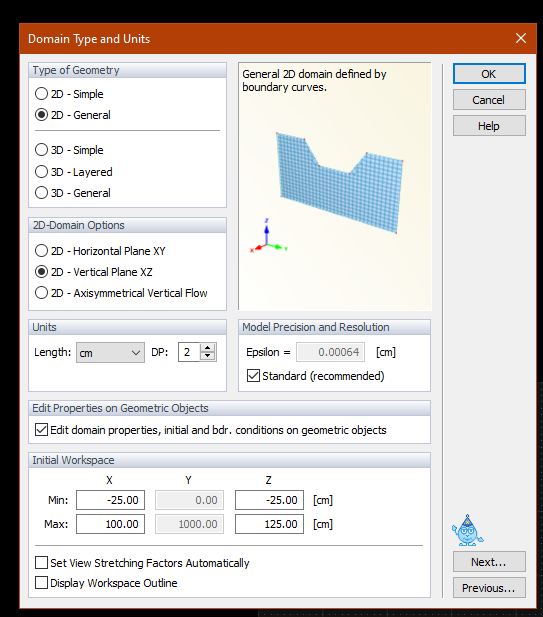 Domain Type and Units
Type of Geometry
2D - Simple
2D - General
3D - Simple
3D - Layered
3D - General
General 2D domain defined by
boundary curves.
z
x
y
OK
Cancel
Help
2D-Domain Options
2D - Horizontal Plane XY
2D - Vertical Plane XZ
2D - Axisymmetrical Vertical Flow
Units
Length: cm DP: 2
Model Precision and Resolution
Epsilon = 0.00064 [cm]
Standard (recommended)
Edit Properties on Geometric Objects
Edit domain properties, initial and bdr. conditions on geometric objects
Initial Workspace
X Y Z
Min: -25.00 0.00 -25.00 [cm]
Max: 100.00 1000.00 125.00 [cm]
Set View Stretching Factors Automatically
Display Workspace Outline
Next...
Previous...